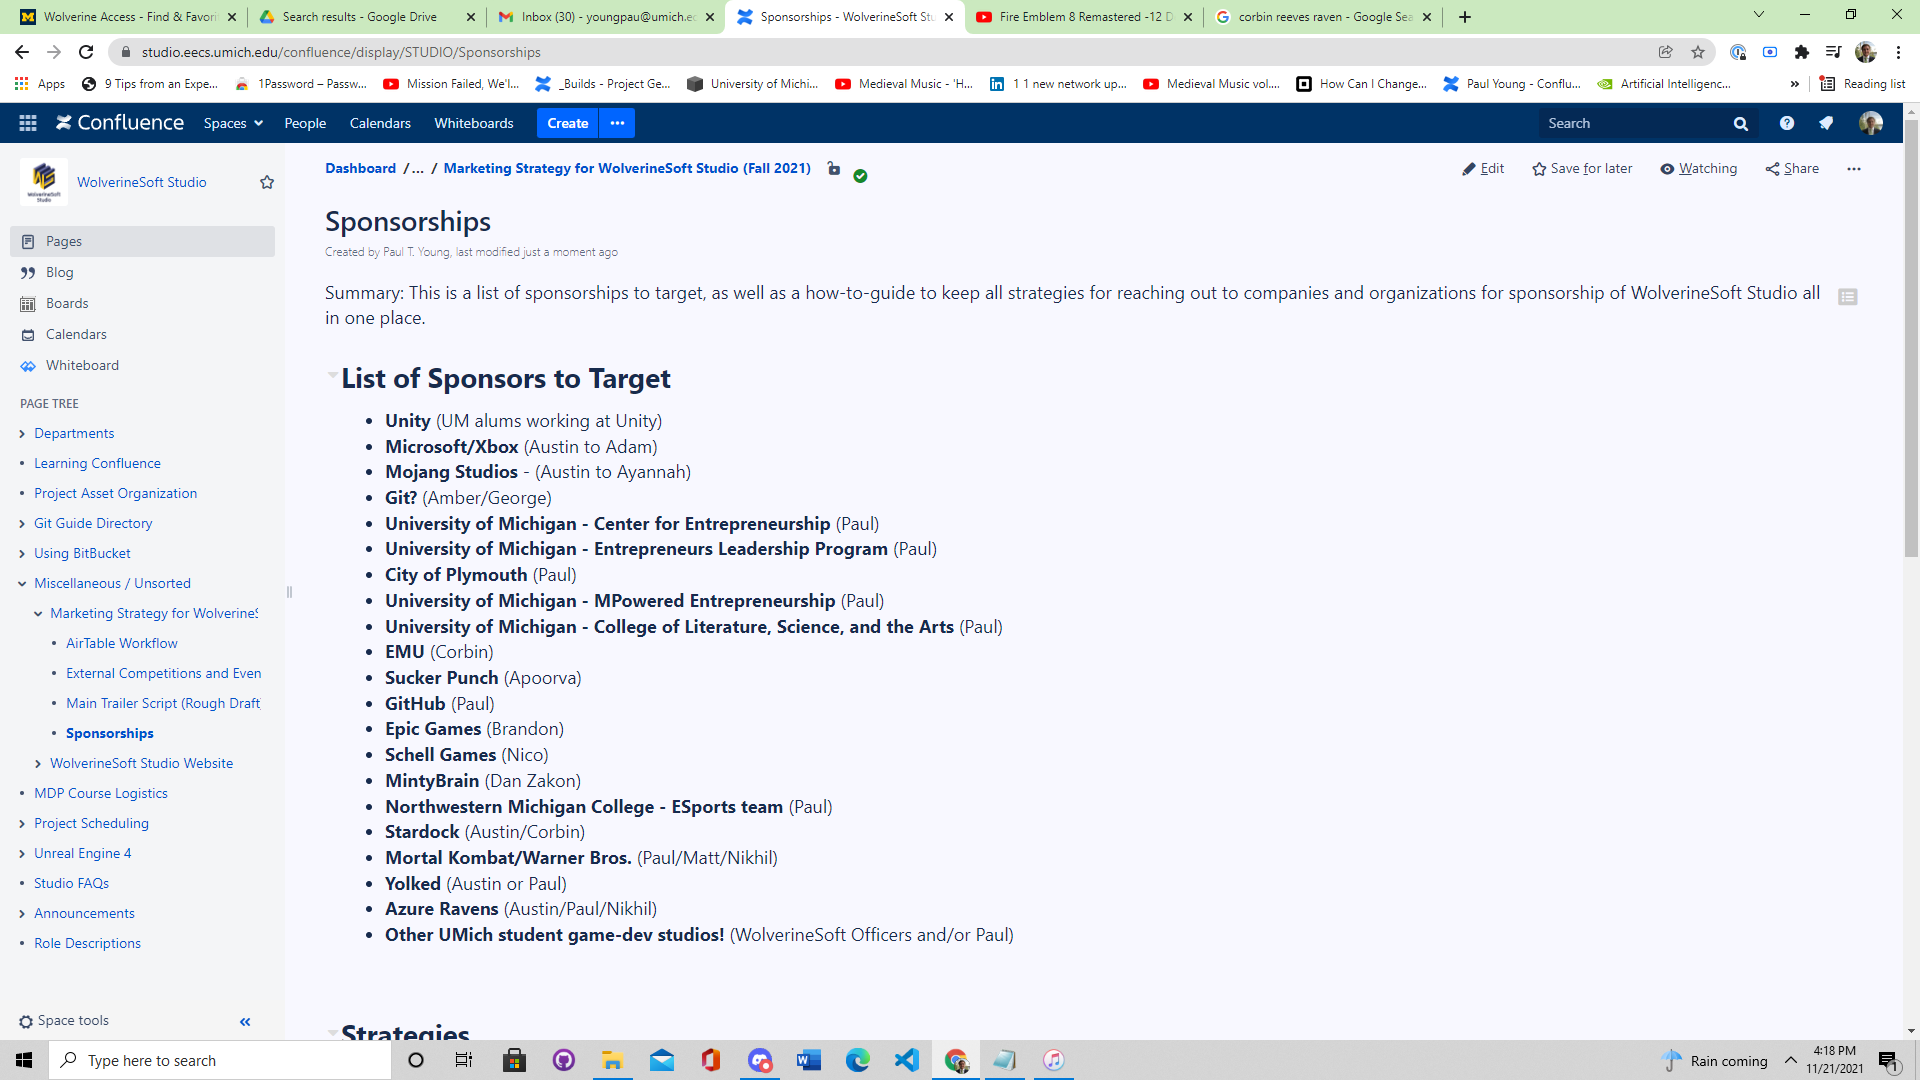 Wolverine Access - Find & Favori
Search results - Google Drive
Inbox (30) - youngpau@umich.ed
Sponsorships - WolverineSoft Stu
Fire Emblem 8 Remastered -12 D
corbin reeves raven - Google Sea
studio.eecs.umich.edu/confluence/display/STUDIO/Sponsorships
Apps
9 Tips from an Expe...
1Password – Passw...
Mission Failed, We'l...
_Builds - Project Ge...
University of Michi...
Medieval Music - 'H...
1 1 new network up...
Medieval Music vol....
How Can I Change...
Paul Young - Conflu...
Artificial Intelligenc...
»
Reading list
Confluence
Spaces
People
Calendars
Whiteboards
Create
Search
WolverineSoft Studio
WolverineSoft Studio
Pages
Blog
Boards
Calendars
Whiteboard
PAGE TREE
Departments
Learning Confluence
Project Asset Organization
Git Guide Directory
Using BitBucket
Miscellaneous / Unsorted
Marketing Strategy for WolverineS
AirTable Workflow
External Competitions and Even
Main Trailer Script (Rough Draft)
Sponsorships
WolverineSoft Studio Website
MDP Course Logistics
Project Scheduling
Unreal Engine 4
Studio FAQs
Announcements
Role Descriptions
Space tools
Dashboard / ... / Marketing Strategy for WolverineSoft Studio (Fall 2021)
Edit
Save for later
Watching
Share
Sponsorships
Created by Paul T. Young, last modified just a moment ago
Summary: This is a list of sponsorships to target, as well as a how-to-guide to keep all strategies for reaching out to companies and organizations for sponsorship of WolverineSoft Studio all
in one place.
List of Sponsors to Target
• Unity (UM alums working at Unity)
• Microsoft/Xbox (Austin to Adam)
• Mojang Studios - (Austin to Ayannah)
• Git? (Amber/George)
• University of Michigan - Center for Entrepreneurship (Paul)
• University of Michigan - Entrepreneurs Leadership Program (Paul)
• City of Plymouth (Paul)
• University of Michigan - MPowered Entrepreneurship (Paul)
• University of Michigan - College of Literature, Science, and the Arts (Paul)
• EMU (Corbin)
• Sucker Punch (Apoorva)
• GitHub (Paul)
• Epic Games (Brandon)
• Schell Games (Nico)
• MintyBrain (Dan Zakon)
• Northwestern Michigan College - ESports team (Paul)
• Stardock (Austin/Corbin)
• Mortal Kombat/Warner Bros. (Paul/Matt/Nikhil)
• Yolked (Austin or Paul)
• Azure Ravens (Austin/Paul/Nikhil)
• Other UMich student game-dev studios! (WolverineSoft Officers and/or Paul)
Strategies
Type here to search
Rain coming
4:18 PM
11/21/2021
1